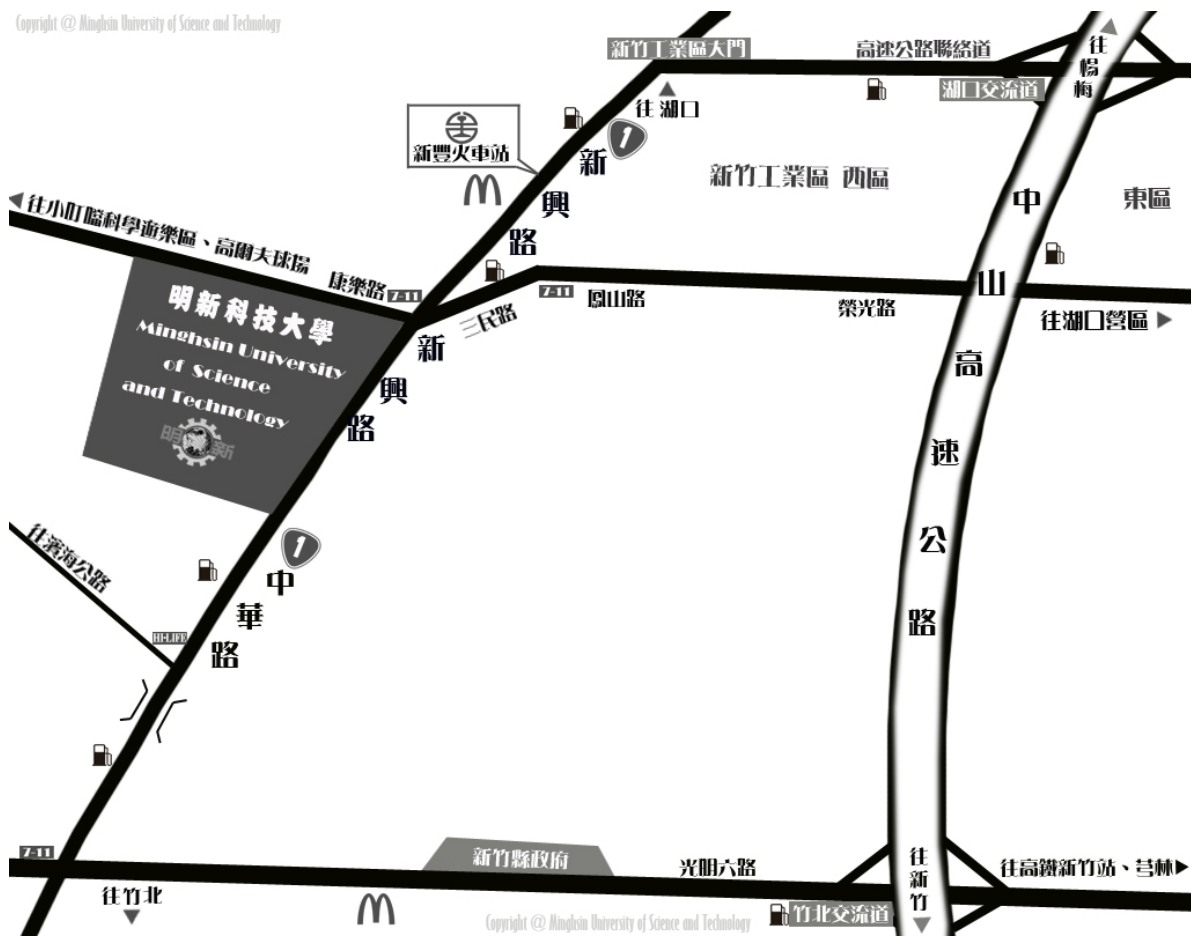 Copyright @ Minghsin University of Science and Technology
往楊梅
新竹工業區大門
高速公路聯絡道
湖口交流道
往湖口
1
新豐火車站
新興路
新竹工業區 西區
東區
中山高速公路
往小叮噹科學遊樂區、高爾夫球場
康樂路
7-11
7-11
鳳山路
三民路
榮光路
往湖口營區
明新科技大學
Minghsin University
of Science
and Technology
明新
新興路
往濱海公路
1
中華路
HI-LIFE
7-11
新竹縣政府
光明六路
往新竹
往高鐵新竹站、芎林
往竹北
竹北交流道
Copyright @ Minghsin University of Science and Technology